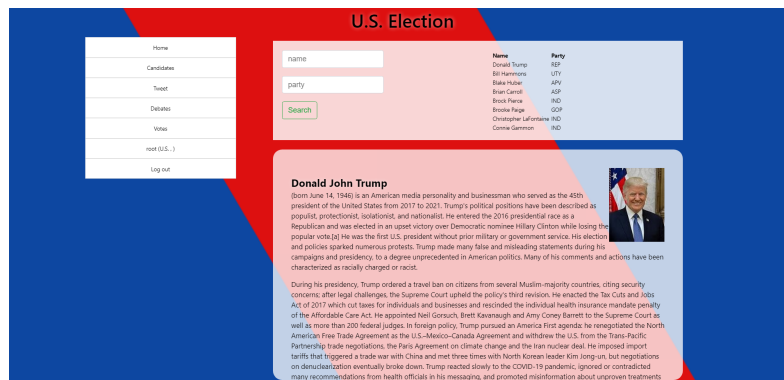 U.S. Election
Home
Candidates
Tweet
Debates
Votes
root (U.S...)
Log out
name
party
Search
Name Party
Donald Trump REP
Bill Hammons UTY
Blake Huber APV
Brian Carroll ASP
Brock Pierce IND
Brooke Paige GOP
Christopher LaFontaine IND
Connie Gammon IND
Donald John Trump
(born June 14, 1946) is an American media personality and businessman who served as the 45th
president of the United States from 2017 to 2021. Trump's political positions have been described as
populist, protectionist, isolationist, and nationalist. He entered the 2016 presidential race as a
Republican and was elected in an upset victory over Democratic nominee Hillary Clinton while losing the
popular vote.[a] He was the first U.S. president without prior military or government service. His election
and policies sparked numerous protests. Trump made many false and misleading statements during his
campaigns and presidency, to a degree unprecedented in American politics. Many of his comments and actions have been
characterized as racially charged or racist.
During his presidency, Trump ordered a travel ban on citizens from several Muslim-majority countries, citing security
concerns; after legal challenges, the Supreme Court upheld the policy's third revision. He enacted the Tax Cuts and Jobs
Act of 2017 which cut taxes for individuals and businesses and rescinded the individual health insurance mandate penalty
of the Affordable Care Act. He appointed Neil Gorsuch, Brett Kavanaugh and Amy Coney Barrett to the Supreme Court as
well as more than 200 federal judges. In foreign policy, Trump pursued an America First agenda: he renegotiated the North
American Free Trade Agreement as the U.S.–Mexico–Canada Agreement and withdrew the U.S. from the Trans-Pacific
Partnership trade negotiations, the Paris Agreement on climate change and the Iran nuclear deal. He imposed import
tariffs that triggered a trade war with China and met three times with North Korean leader Kim Jong-un, but negotiations
on denuclearization eventually broke down. Trump reacted slowly to the COVID-19 pandemic, ignored or contradicted
many recommendations from health officials in his messaging, and promoted misinformation about unproven treatments